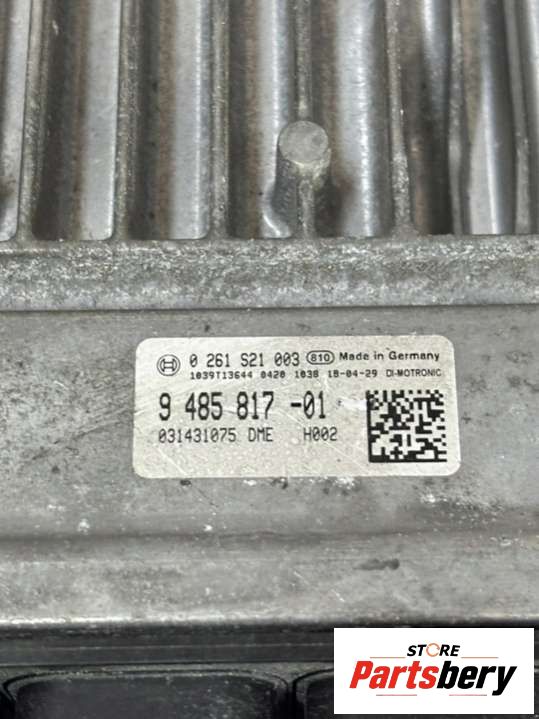 0 261 S21 003 810 Made in Germany
1039T13644 0420 1038 18-04-29 DI-MOTRONIC
9 485 817 -01
031431075 DME H002
STORE
Partsbery